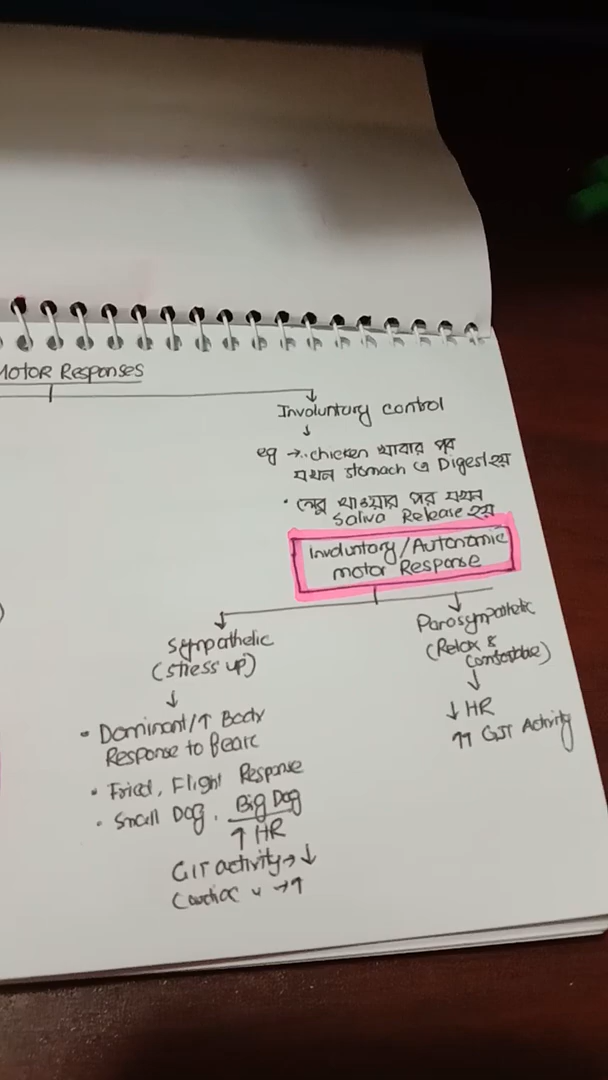 Motor Responses
Involuntary control
eg → • chicken খাবার পর
যখন stomach এ Digest হয়
• লেবু খাওয়ার পর যখন
saliva Release হয়
involuntary/Autonomic
motor Response
sympathetic
(stress up)
Parasympathetic
(Relax &
comfortable)
• Dominant/↑ Body
Response to
↓ HR
↑↑ GIT Activity
• Flight Response
• Small Dog, Big Dog
↑ HR
GIT activity → ↓
Cardiac " → ↑